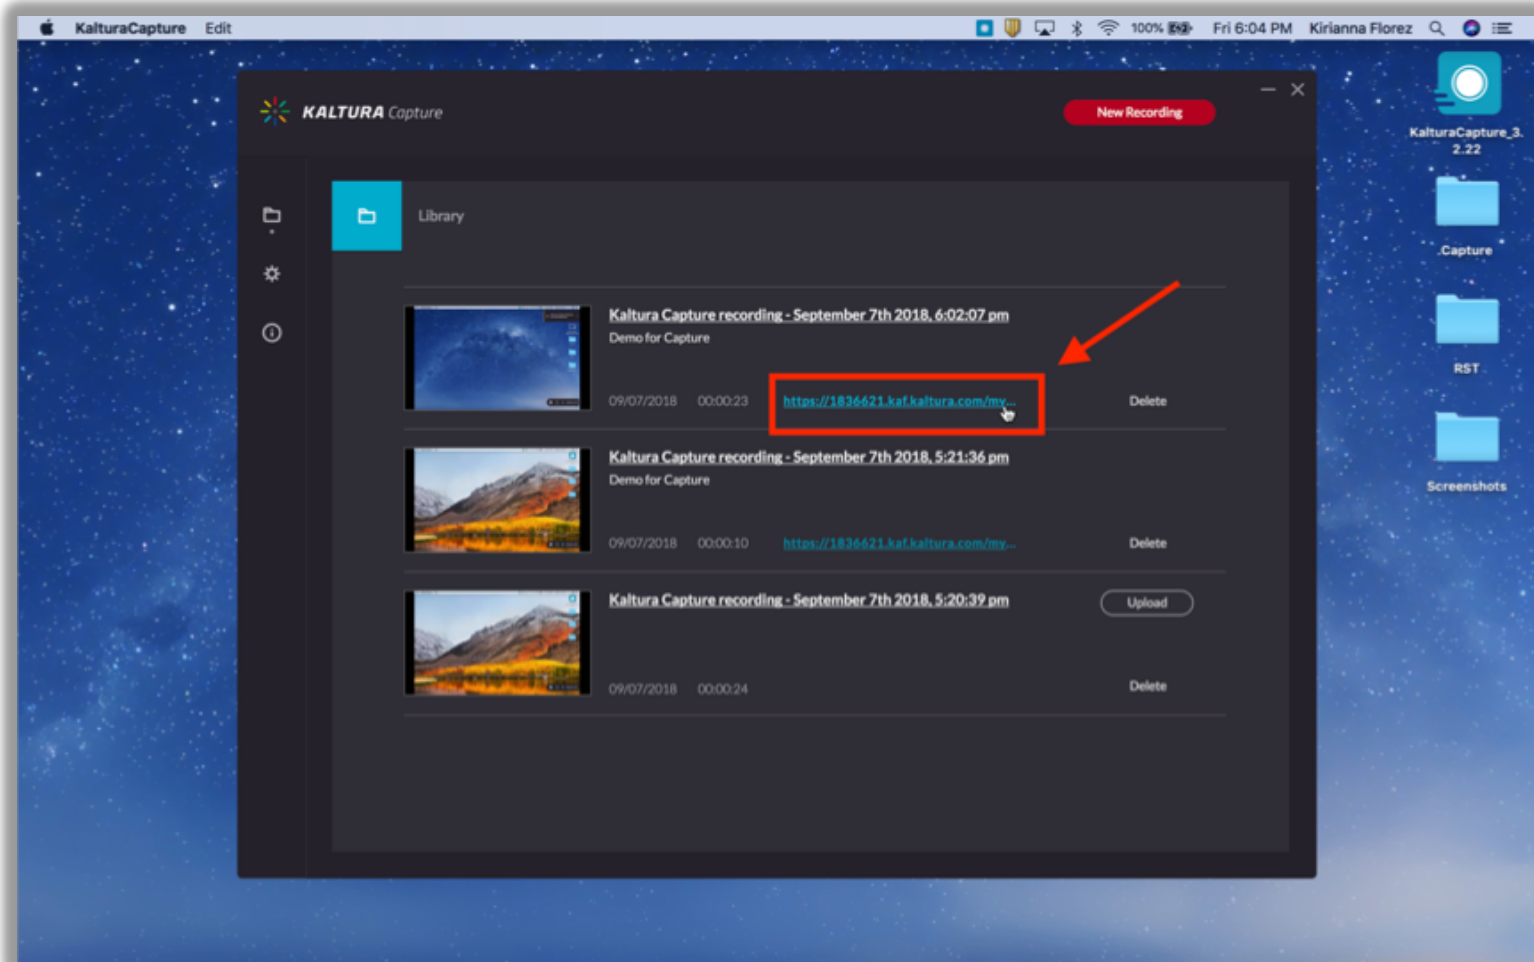 KalturaCapture Edit 100% Fri 6:04 PM Kirianna Florez
KALTURA Capture
New Recording
KalturaCapture_3.
2.22
Library
Capture
Kaltura Capture recording - September 7th 2018, 6:02:07 pm
Demo for Capture
RST
09/07/2018 00:00:23 https://1836621.kaf.kaltura.com/my... Delete
Kaltura Capture recording - September 7th 2018, 5:21:36 pm
Demo for Capture
Screenshots
09/07/2018 00:00:10 https://1836621.kaf.kaltura.com/my... Delete
Kaltura Capture recording - September 7th 2018, 5:20:39 pm
Upload
09/07/2018 00:00:24 Delete